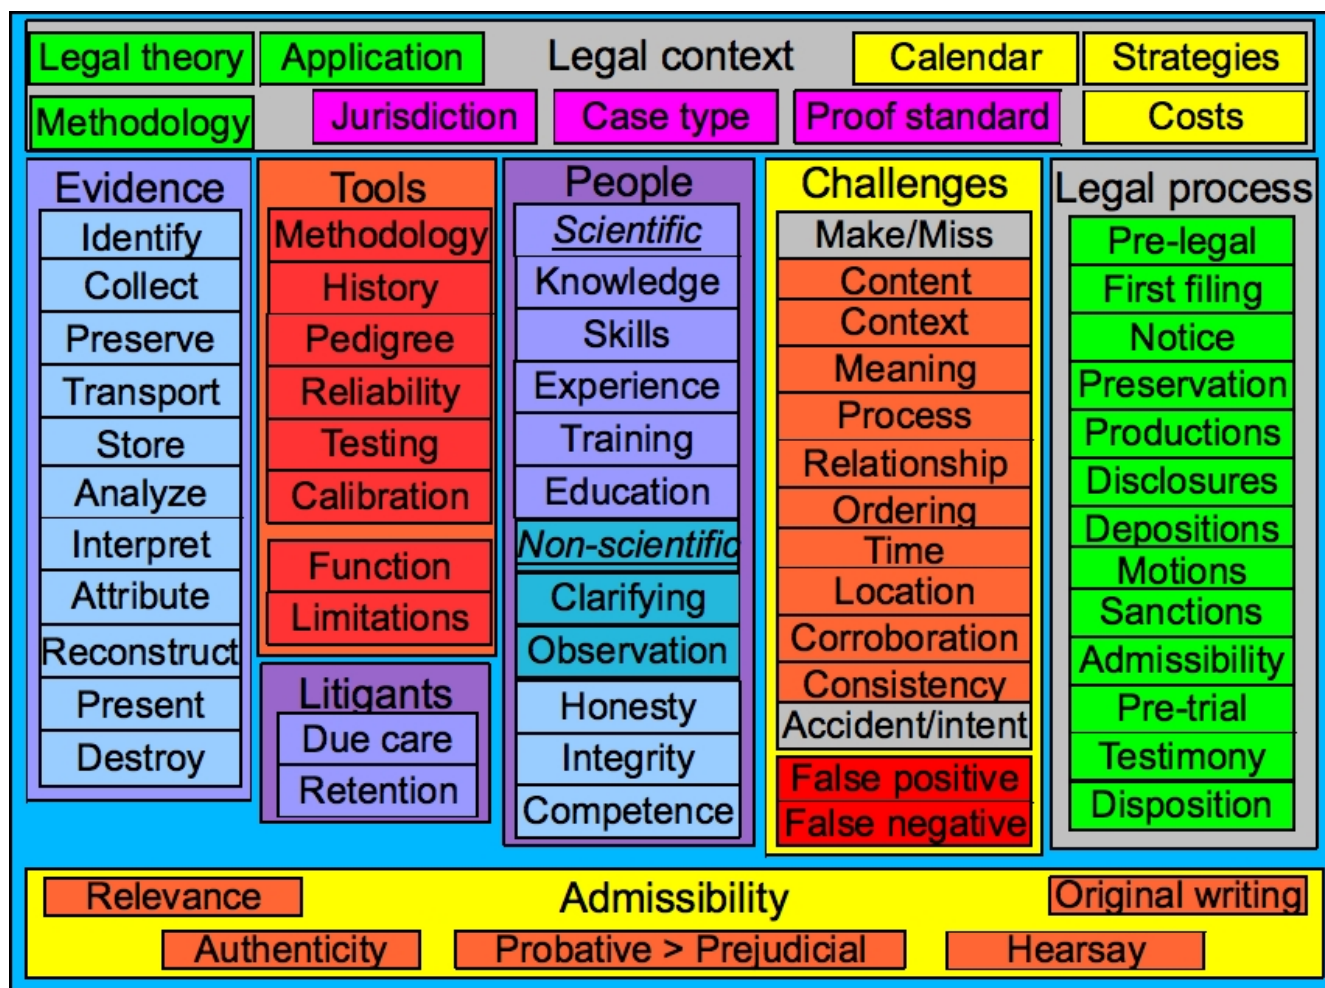 Legal theory
Application
Legal context
Calendar
Strategies
Methodology
Jurisdiction
Case type
Proof standard
Costs
Evidence
Identify
Collect
Preserve
Transport
Store
Analyze
Interpret
Attribute
Reconstruct
Present
Destroy
Tools
Methodology
History
Pedigree
Reliability
Testing
Calibration
Function
Limitations
Litigants
Due care
Retention
People
Scientific
Knowledge
Skills
Experience
Training
Education
Non-scientific
Clarifying
Observation
Honesty
Integrity
Competence
Challenges
Make/Miss
Content
Context
Meaning
Process
Relationship
Ordering
Time
Location
Corroboration
Consistency
Accident/intent
False positive
False negative
Legal process
Pre-legal
First filing
Notice
Preservation
Productions
Disclosures
Depositions
Motions
Sanctions
Admissibility
Pre-trial
Testimony
Disposition
Relevance
Admissibility
Original writing
Authenticity
Probative > Prejudicial
Hearsay